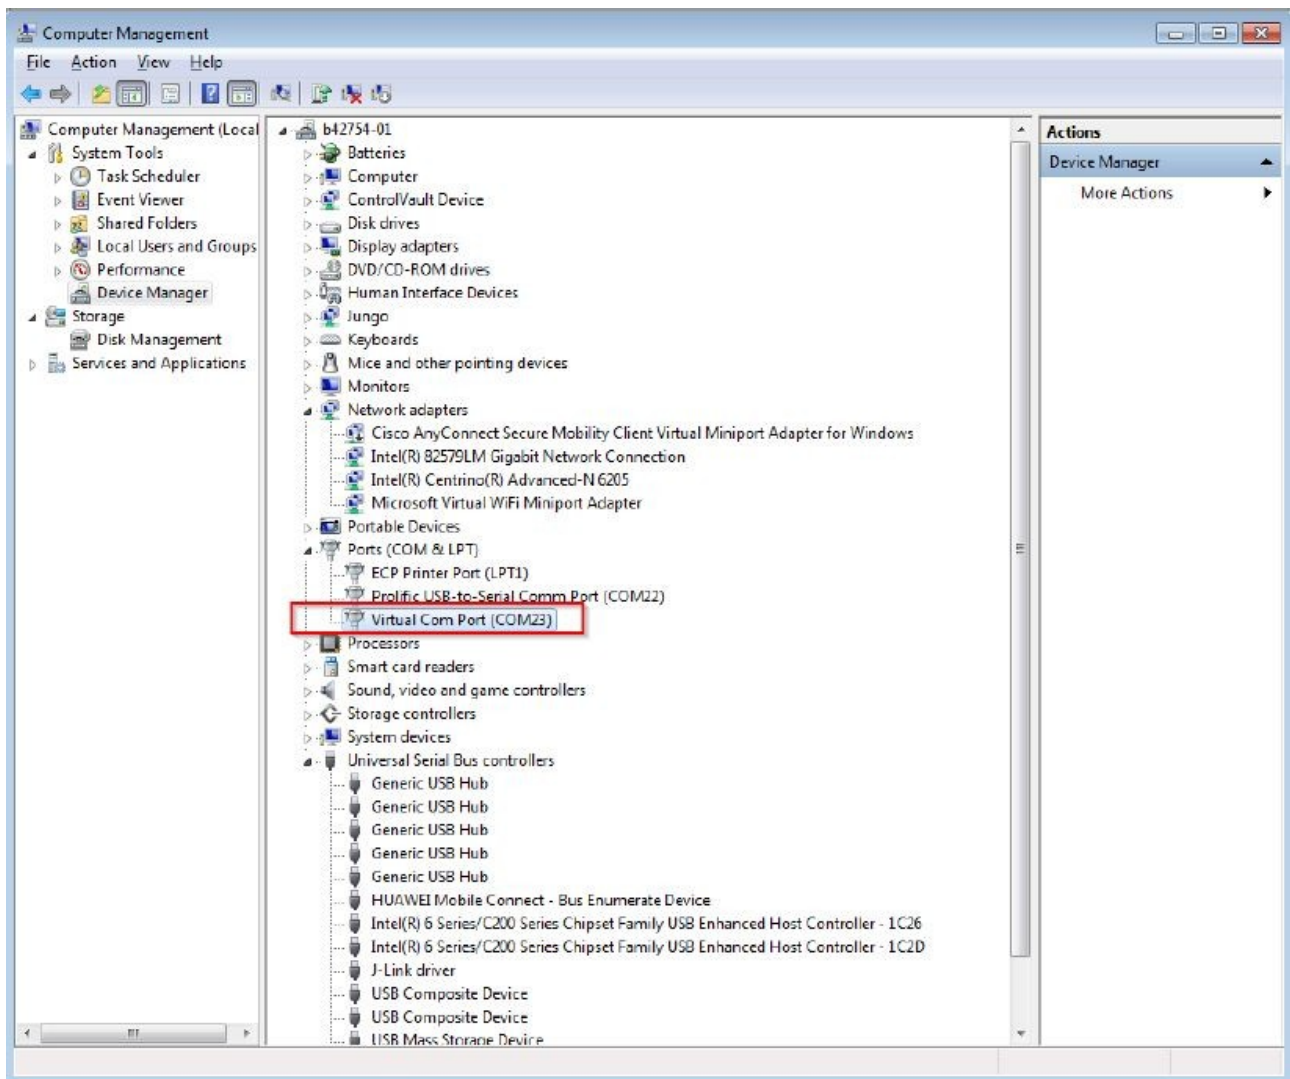 Computer Management
File Action View Help
Computer Management (Local
System Tools
Task Scheduler
Event Viewer
Shared Folders
Local Users and Groups
Performance
Device Manager
Storage
Disk Management
Services and Applications
b42754-01
Batteries
Computer
ControlVault Device
Disk drives
Display adapters
DVD/CD-ROM drives
Human Interface Devices
Jungo
Keyboards
Mice and other pointing devices
Monitors
Network adapters
Cisco AnyConnect Secure Mobility Client Virtual Miniport Adapter for Windows
Intel(R) 82579LM Gigabit Network Connection
Intel(R) Centrino(R) Advanced-N 6205
Microsoft Virtual WiFi Miniport Adapter
Portable Devices
Ports (COM & LPT)
ECP Printer Port (LPT1)
Prolific USB-to-Serial Comm Port (COM22)
Virtual Com Port (COM23)
Processors
Smart card readers
Sound, video and game controllers
Storage controllers
System devices
Universal Serial Bus controllers
Generic USB Hub
Generic USB Hub
Generic USB Hub
Generic USB Hub
Generic USB Hub
HUAWEI Mobile Connect - Bus Enumerate Device
Intel(R) 6 Series/C200 Series Chipset Family USB Enhanced Host Controller - 1C26
Intel(R) 6 Series/C200 Series Chipset Family USB Enhanced Host Controller - 1C2D
J-Link driver
USB Composite Device
USB Composite Device
USB Mass Storage Device
Actions
Device Manager
More Actions